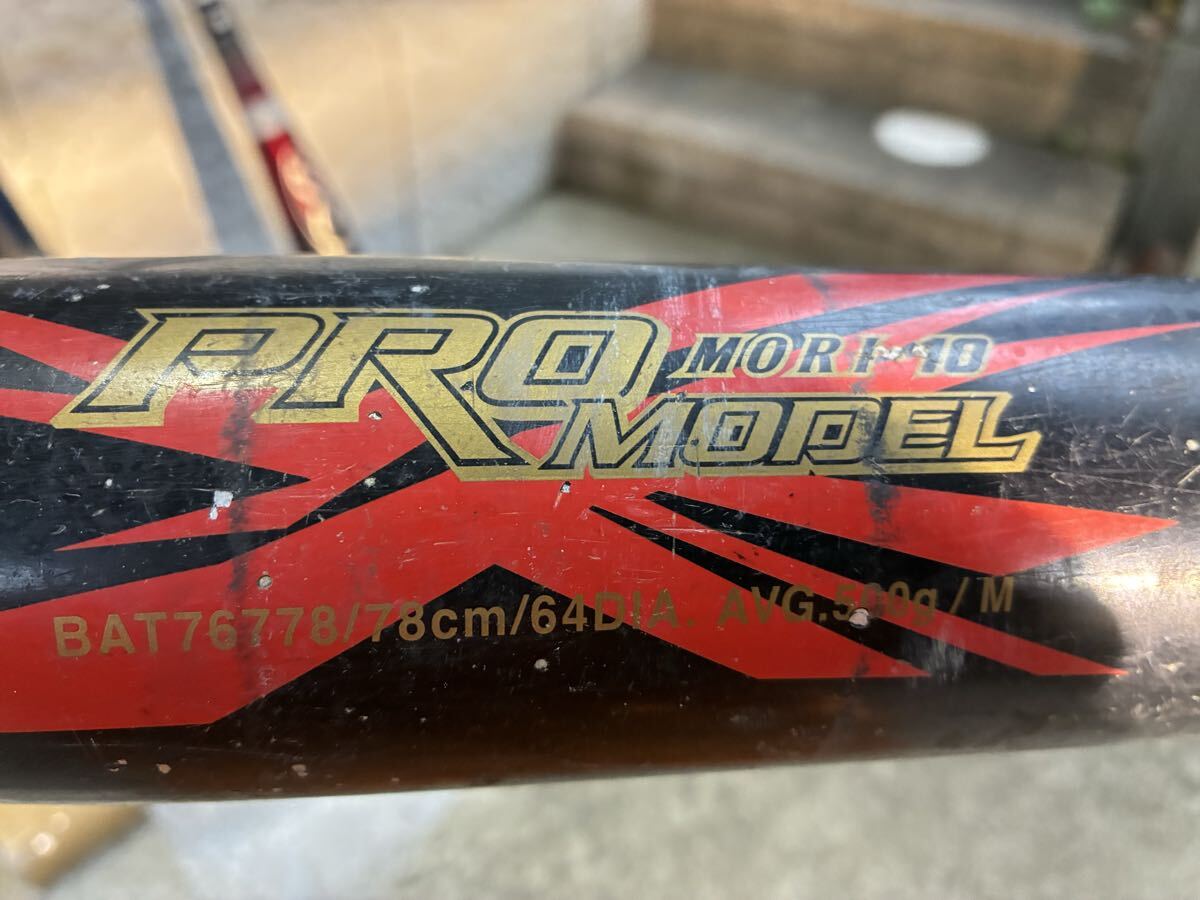 PRO MORI-10
MODEL
BAT76778/78cm/64DIA. AVG.500g/M